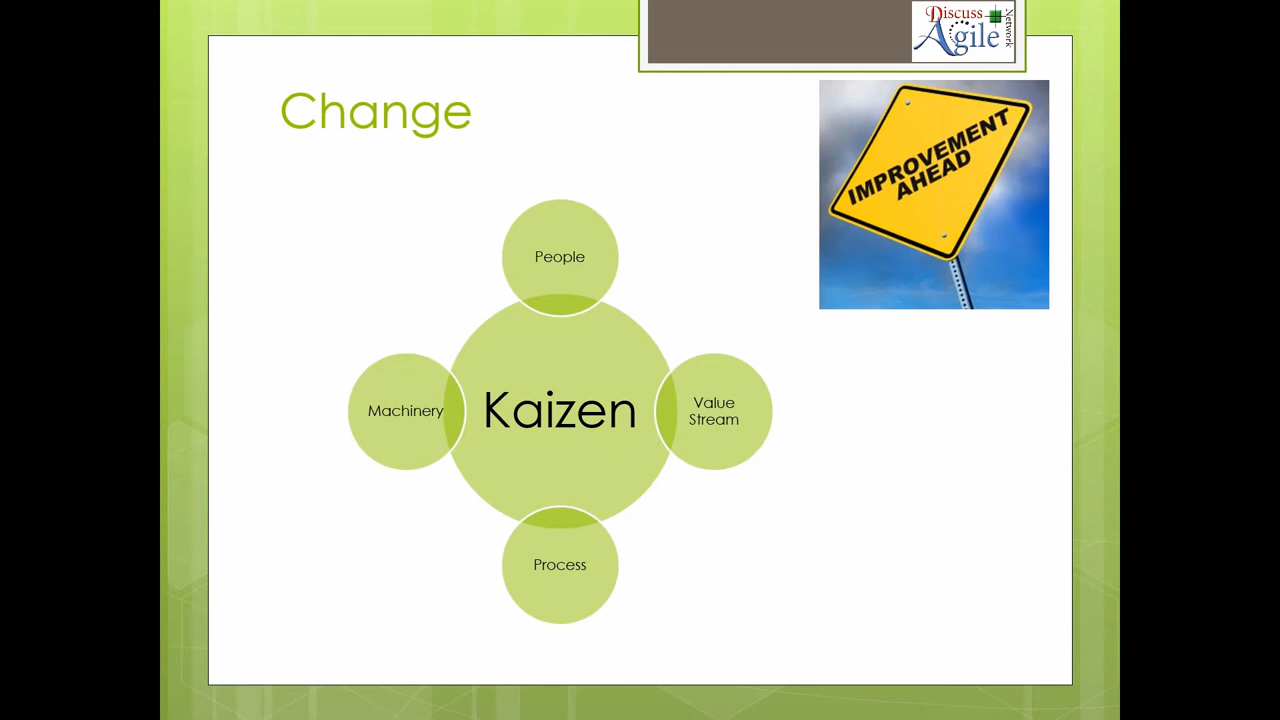 Discuss
Agile
Network
Change
IMPROVEMENT
AHEAD
People
Machinery
Kaizen
Value
Stream
Process